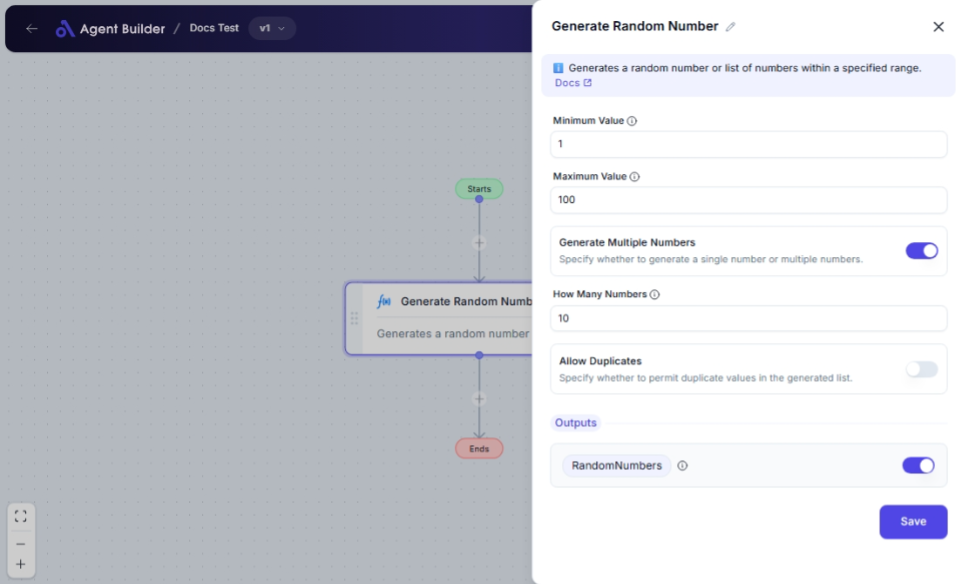 Agent Builder / Docs Test v1
Starts
Generate Random Numb
Generates a random number
Ends
Generate Random Number
Generates a random number or list of numbers within a specified range.
Docs
Minimum Value
1
Maximum Value
100
Generate Multiple Numbers
Specify whether to generate a single number or multiple numbers.
How Many Numbers
10
Allow Duplicates
Specify whether to permit duplicate values in the generated list.
Outputs
RandomNumbers
Save